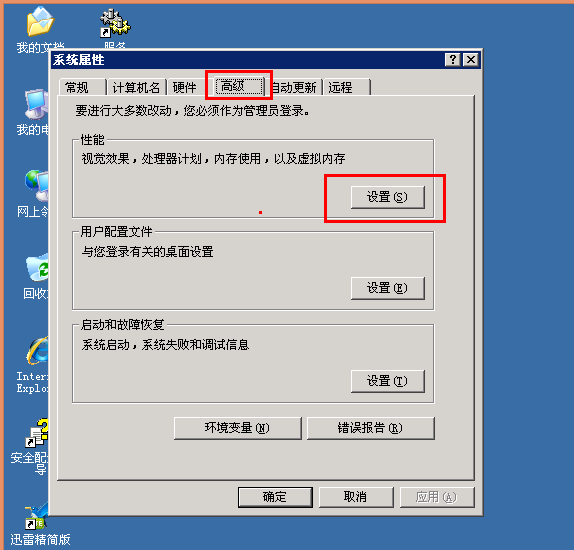 我的文档
服务
系统属性
常规 计算机名 硬件 高级 自动更新 远程
要进行大多数改动，您必须作为管理员登录。
性能
视觉效果，处理器计划，内存使用，以及虚拟内存
设置(S)
用户配置文件
与您登录有关的桌面设置
设置(E)
启动和故障恢复
系统启动，系统失败和调试信息
设置(T)
环境变量(N) 错误报告(R)
确定 取消 应用(A)
我的电
网上令
回收
Intern
Explo
安全配
导
迅雷精简版